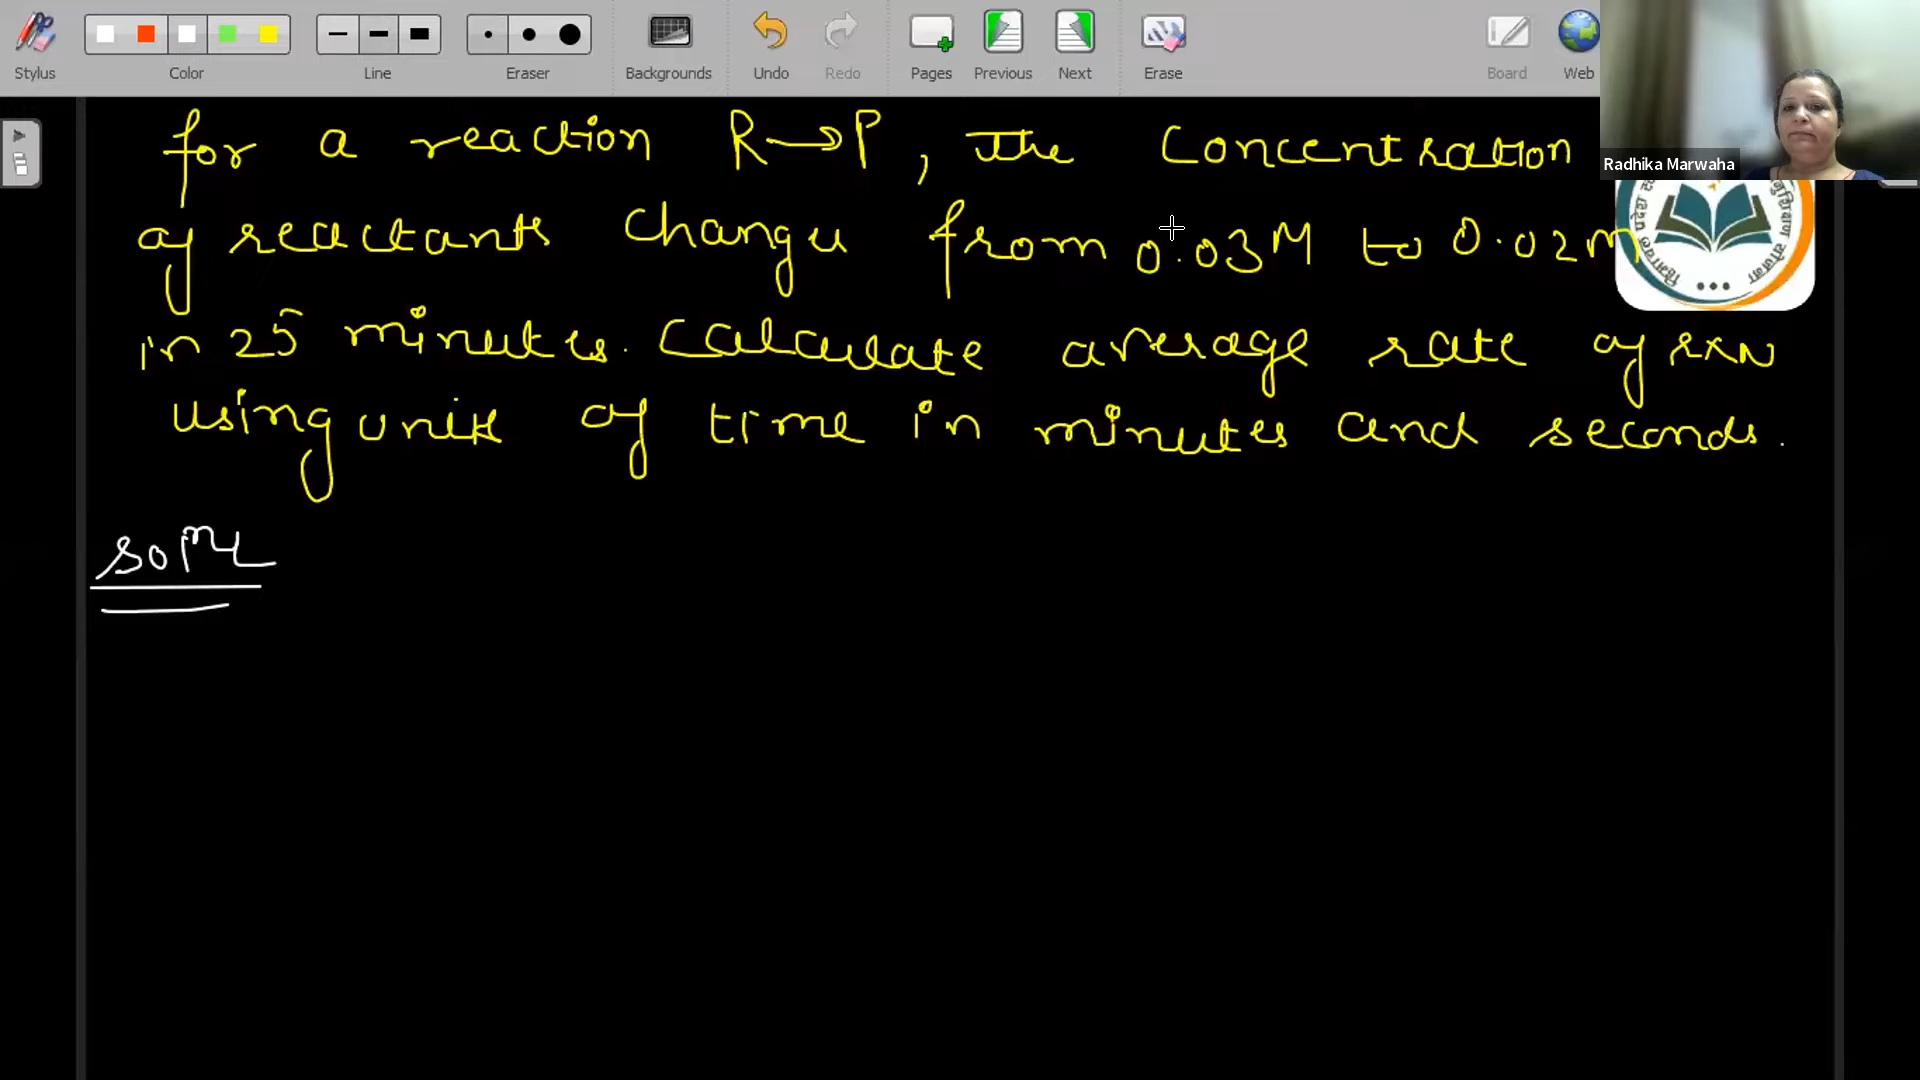 Stylus Color Line Eraser Backgrounds Undo Redo Pages Previous Next Erase Board Web
Radhika Marwaha
for a reaction R→P, The Concentration
of reactants Changes from 0.03M to 0.02M
in 25 minutes. Calculate average rate of rxn
using units of time in minutes and seconds.
soln